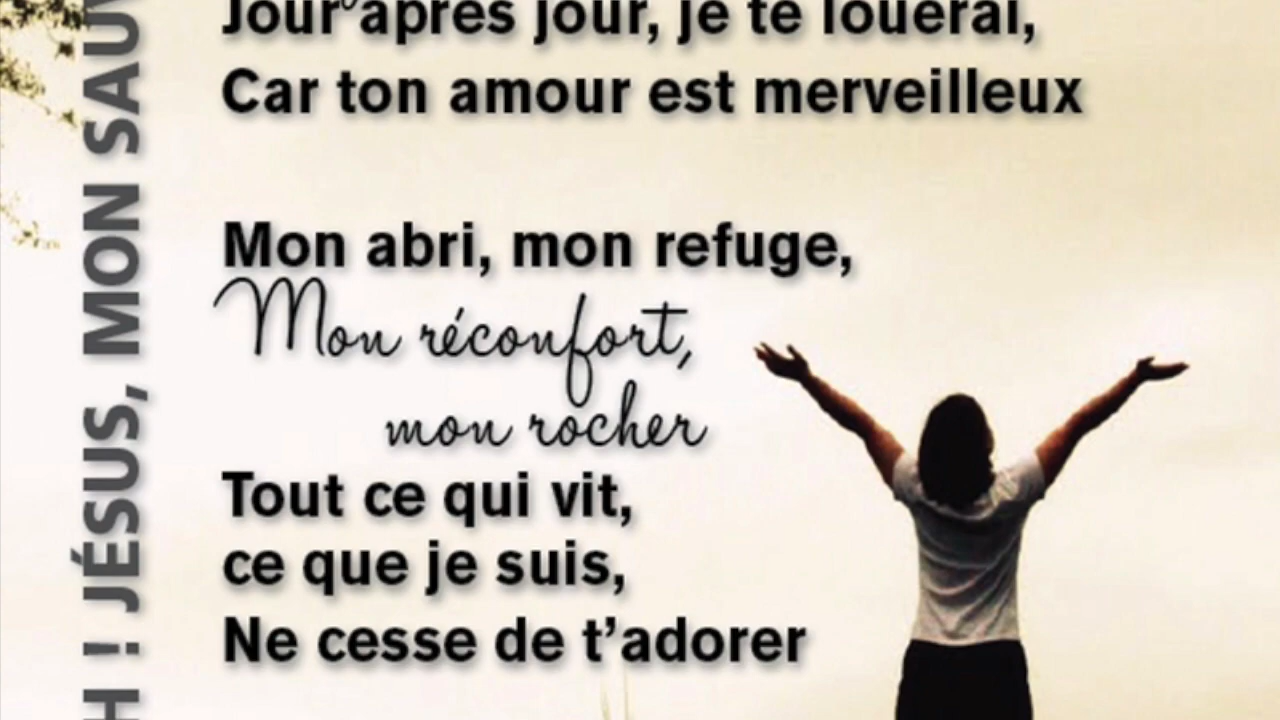 Jour après jour, je te louerai,
Car ton amour est merveilleux
Mon abri, mon refuge,
Mon réconfort,
mon rocher
Tout ce qui vit,
ce que je suis,
Ne cesse de t’adorer
! JÉSUS, MON